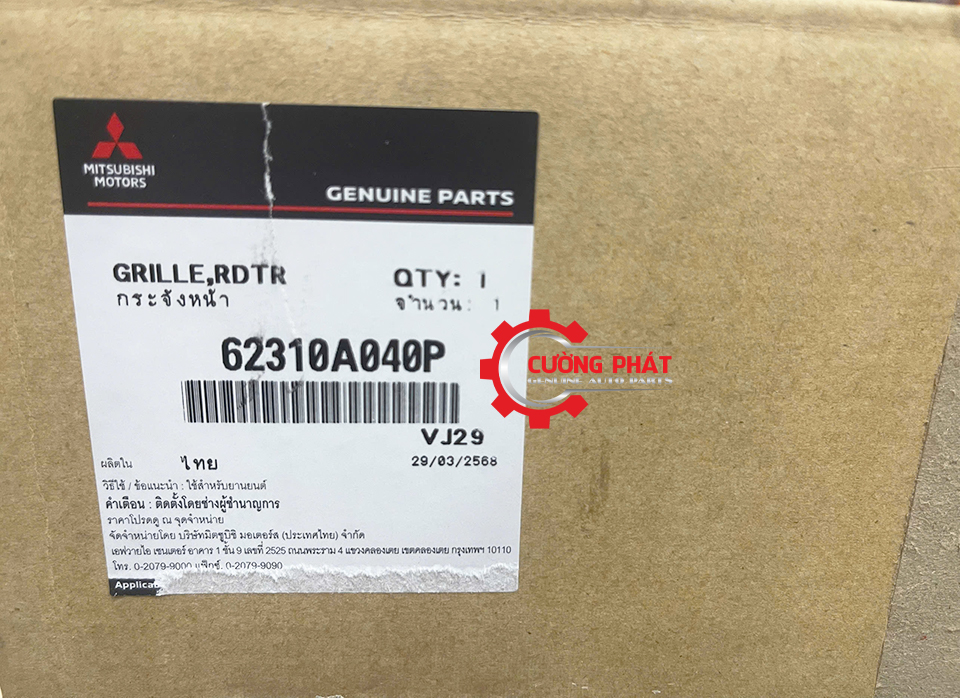 MITSUBISHI
MOTORS
GENUINE PARTS
GRILLE,RDTR
QTY: 1
กระจังหน้า
จำนวน: 1
62310A040P
CƯỜNG PHÁT
GENUINE AUTO PARTS
VJ29
29/03/2568
ผลิตใน ไทย
วิธีใช้ / ข้อแนะนำ : ใช้สำหรับยานยนต์
คำเตือน : ติดตั้งโดยช่างผู้ชำนาญการ
ราคาโปรดดู ณ จุดจำหน่าย
จัดจำหน่ายโดย บริษัทมิตซูบิชิ มอเตอร์ส (ประเทศไทย) จำกัด
เอฟวายไอ เซนเตอร์ อาคาร 1 ชั้น 9 เลขที่ 2525 ถนนพระราม 4 แขวงคลองเตย เขตคลองเตย กรุงเทพฯ 10110
โทร. 0-2079-9000 แฟ็กซ์. 0-2079-9090